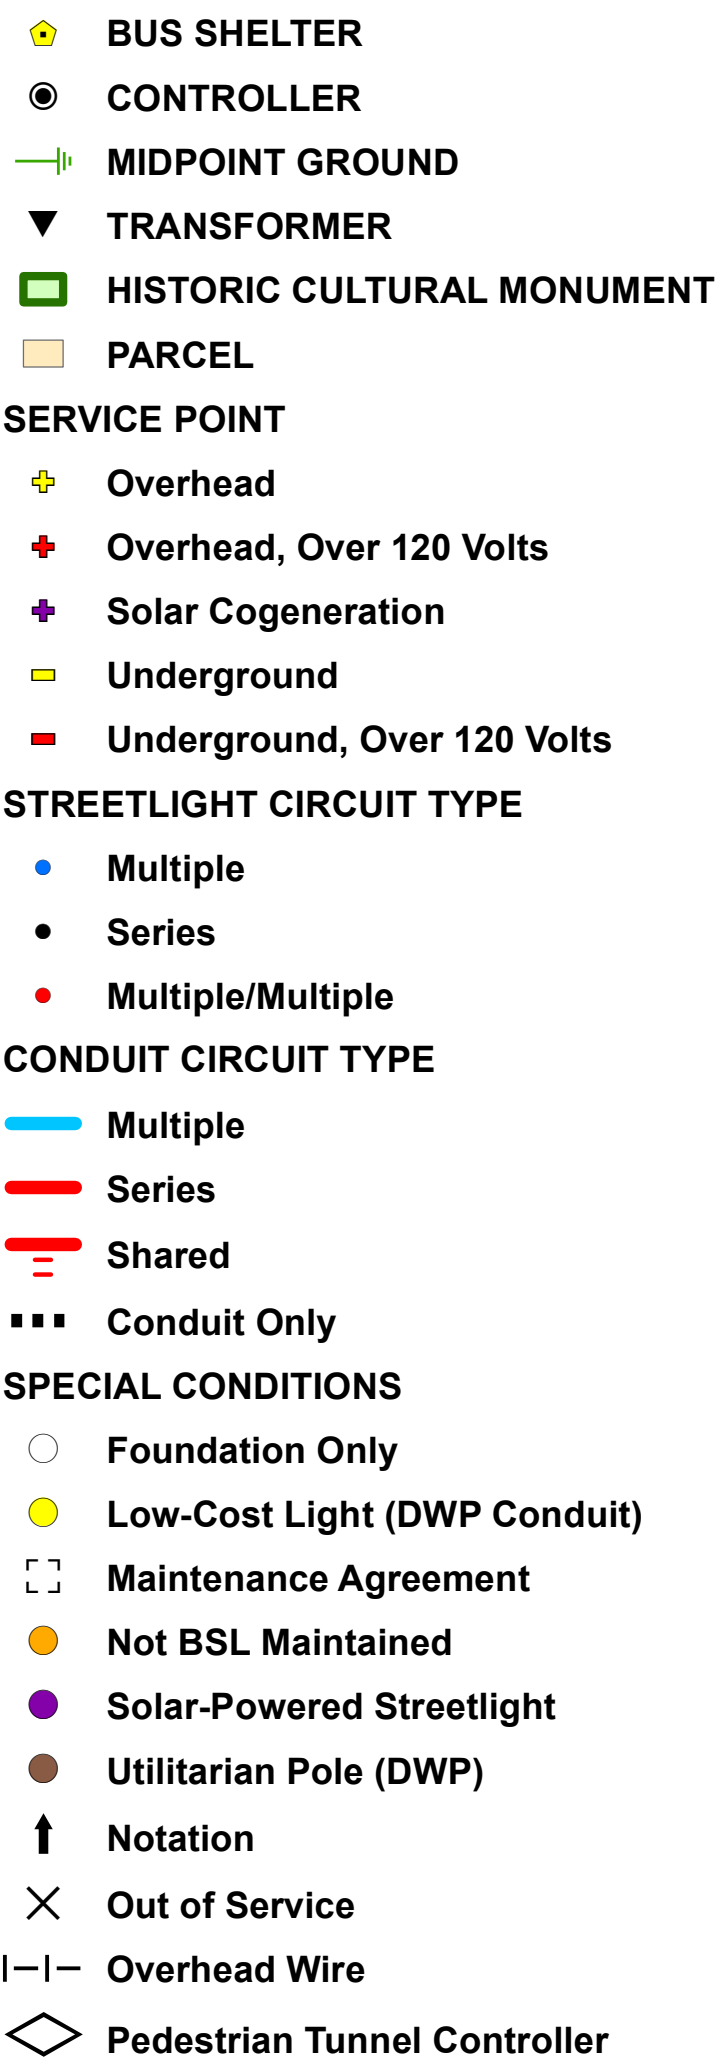 BUS SHELTER
CONTROLLER
MIDPOINT GROUND
TRANSFORMER
HISTORIC CULTURAL MONUMENT
PARCEL
SERVICE POINT
Overhead
Overhead, Over 120 Volts
Solar Cogeneration
Underground
Underground, Over 120 Volts
STREETLIGHT CIRCUIT TYPE
Multiple
Series
Multiple/Multiple
CONDUIT CIRCUIT TYPE
Multiple
Series
Shared
Conduit Only
SPECIAL CONDITIONS
Foundation Only
Low-Cost Light (DWP Conduit)
Maintenance Agreement
Not BSL Maintained
Solar-Powered Streetlight
Utilitarian Pole (DWP)
Notation
Out of Service
Overhead Wire
Pedestrian Tunnel Controller